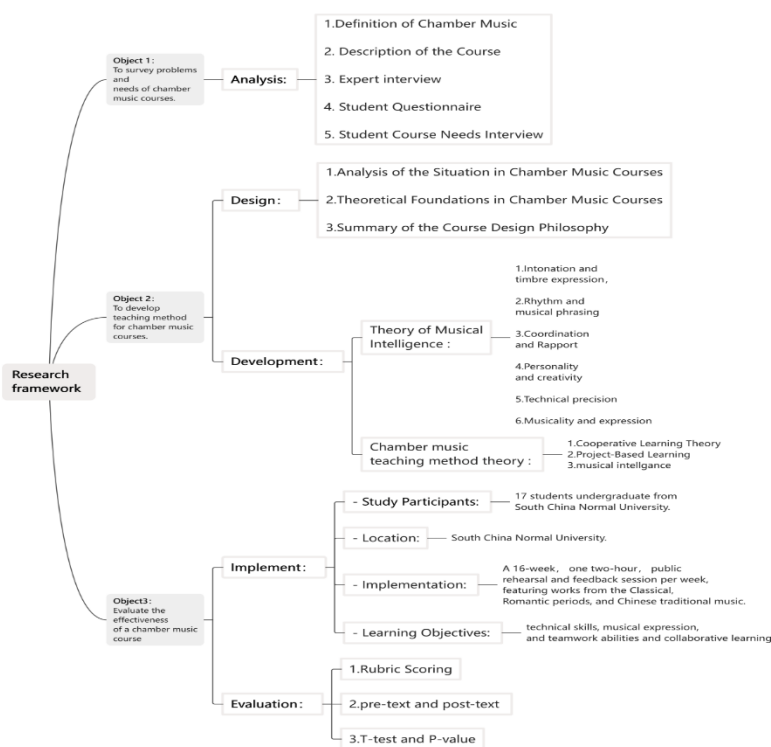 Research
framework
Object 1:
To survey problems
and
needs of chamber
music courses.
Analysis:
1.Definition of Chamber Music
2. Description of the Course
3. Expert interview
4. Student Questionnaire
5. Student Course Needs Interview
Object 2:
To develop
teaching method
for chamber music
courses.
Design:
1.Analysis of the Situation in Chamber Music Courses
2.Theoretical Foundations in Chamber Music Courses
3.Summary of the Course Design Philosophy
Development:
Theory of Musical
Intelligence :
1.Intonation and
timbre expression,
2.Rhythm and
musical phrasing
3.Coordination
and Rapport
4.Personality
and creativity
5.Technical precision
6.Musicality and expression
Chamber music
teaching method theory :
1.Cooperative Learning Theory
2.Project-Based Learning
3.musical intellgance
Object3:
Evaluate the
effectiveness
of a chamber music
course
Implement:
- Study Participants:
17 students undergraduate from
South China Normal University.
- Location:
South China Normal University.
- Implementation:
A 16-week, one two-hour, public
rehearsal and feedback session per week,
featuring works from the Classical,
Romantic periods, and Chinese traditional music.
- Learning Objectives:
technical skills, musical expression,
and teamwork abilities and collaborative learning
Evaluation:
1.Rubric Scoring
2.pre-text and post-text
3.T-test and P-value